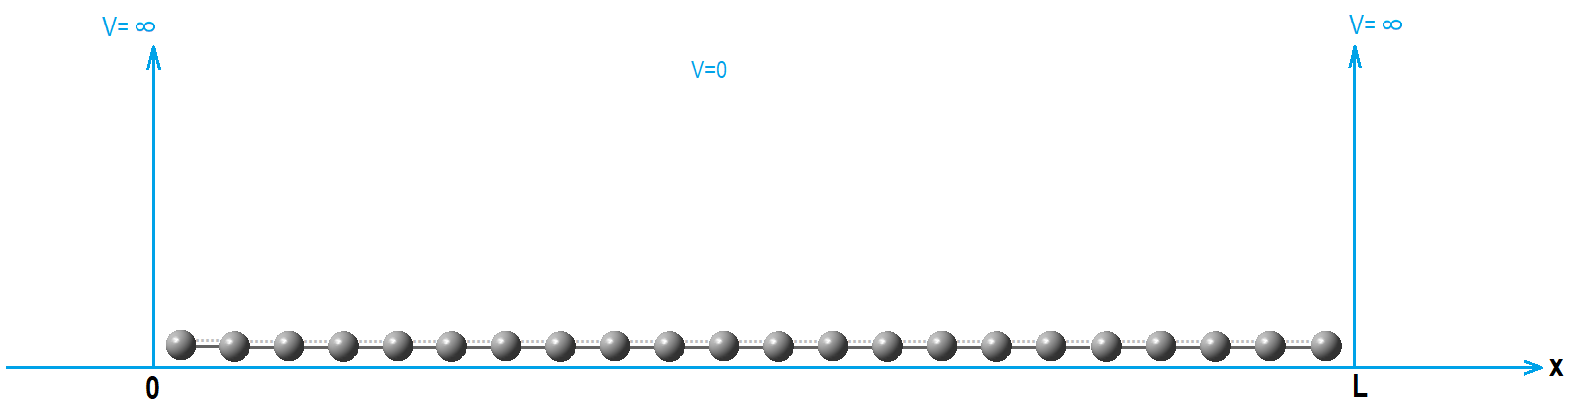 V= ∞
V= ∞
V=0
x
0
L